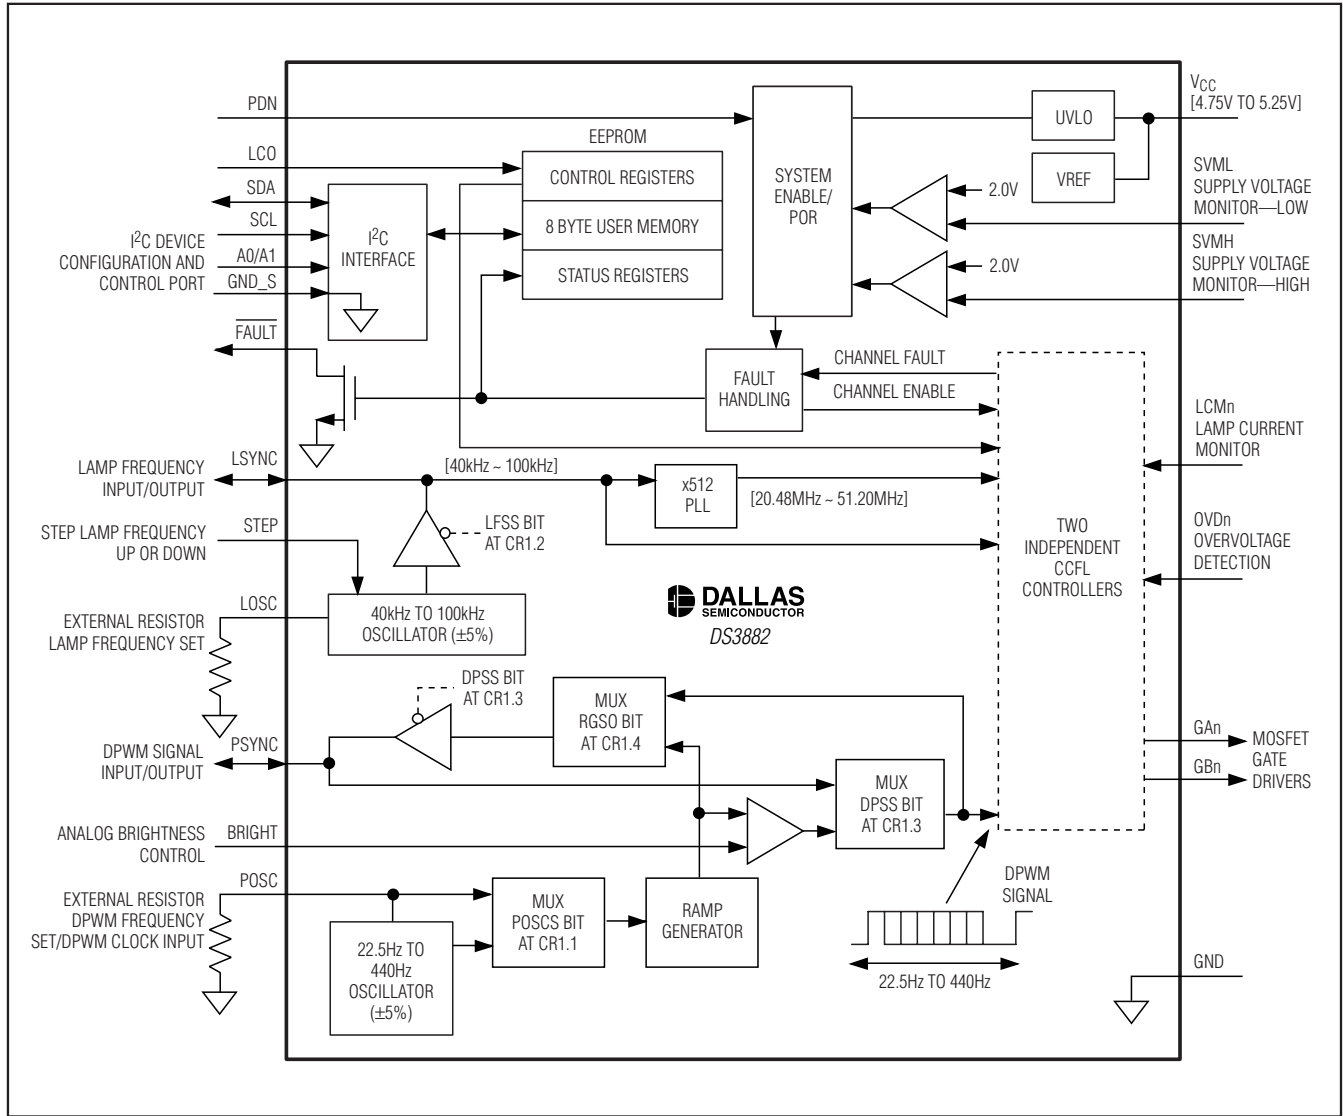 PDN
LCO
SDA
SCL
I²C DEVICE
CONFIGURATION AND
CONTROL PORT
A0/A1
GND_S
FAULT
I²C
INTERFACE
EEPROM
CONTROL REGISTERS
8 BYTE USER MEMORY
STATUS REGISTERS
SYSTEM
ENABLE/
POR
UVLO
VREF
2.0V
2.0V
VCC
[4.75V TO 5.25V]
SVML
SUPPLY VOLTAGE
MONITOR—LOW
SVMH
SUPPLY VOLTAGE
MONITOR—HIGH
FAULT
HANDLING
CHANNEL FAULT
CHANNEL ENABLE
LCMn
LAMP CURRENT
MONITOR
LAMP FREQUENCY
INPUT/OUTPUT
LSYNC
[40kHz ~ 100kHz]
x512
PLL
[20.48MHz ~ 51.20MHz]
STEP LAMP FREQUENCY
UP OR DOWN
STEP
LFSS BIT
AT CR1.2
TWO
INDEPENDENT
CCFL
CONTROLLERS
OVDn
OVERVOLTAGE
DETECTION
LOSC
EXTERNAL RESISTOR
LAMP FREQUENCY SET
40kHz TO 100kHz
OSCILLATOR (±5%)
DALLAS
SEMICONDUCTOR
DS3882
DPSS BIT
AT CR1.3
MUX
RGSO BIT
AT CR1.4
DPWM SIGNAL
INPUT/OUTPUT
PSYNC
MUX
DPSS BIT
AT CR1.3
GAn
GBn
MOSFET
GATE
DRIVERS
ANALOG BRIGHTNESS
CONTROL
BRIGHT
POSC
EXTERNAL RESISTOR
DPWM FREQUENCY
SET/DPWM CLOCK INPUT
22.5Hz TO
440Hz
OSCILLATOR
(±5%)
MUX
POSCS BIT
AT CR1.1
RAMP
GENERATOR
DPWM
SIGNAL
22.5Hz TO 440Hz
GND